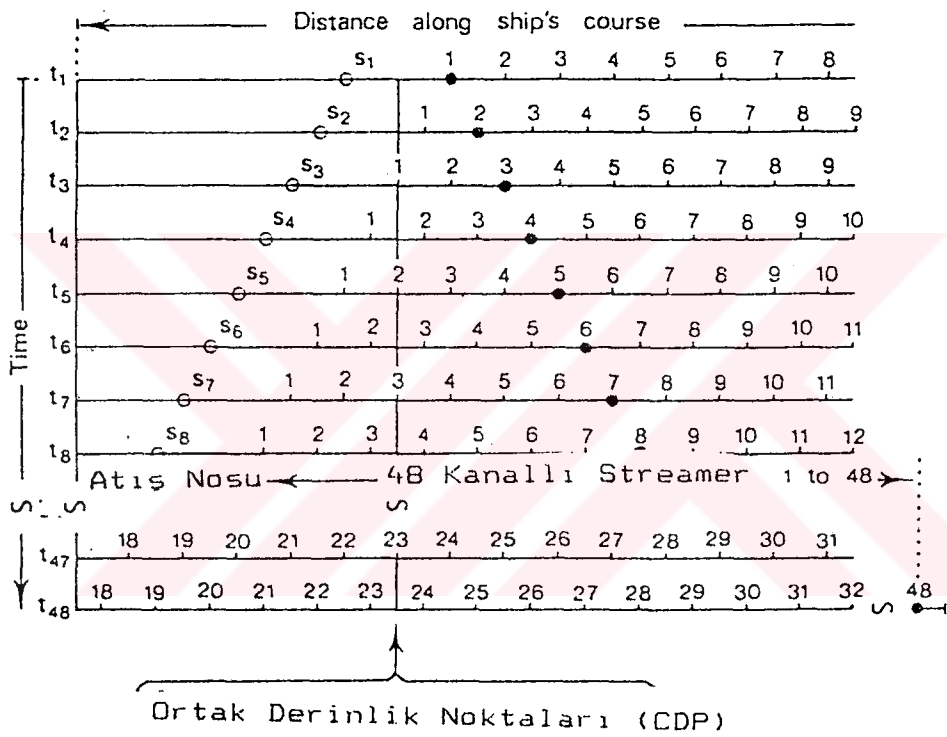 Distance along ship's course
t1 s1 1 2 3 4 5 6 7 8
t2 s2 1 2 3 4 5 6 7 8 9
t3 s3 1 2 3 4 5 6 7 8 9
t4 s4 1 2 3 4 5 6 7 8 9 10
t5 s5 1 2 3 4 5 6 7 8 9 10
t6 s6 1 2 3 4 5 6 7 8 9 10 11
t7 s7 1 2 3 4 5 6 7 8 9 10 11
t8 s8 1 2 3 4 5 6 7 8 9 10 11 12
Time
Atış Nosu 48 Kanallı Streamer 1 to 48
t47 18 19 20 21 22 23 24 25 26 27 28 29 30 31
t48 18 19 20 21 22 23 24 25 26 27 28 29 30 31 32 48
Ortak Derinlik Noktaları (CDP)